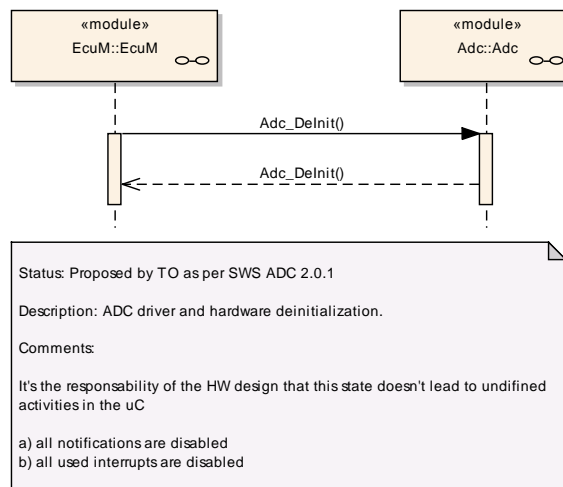 «module»
EcuM::EcuM
«module»
Adc::Adc
Adc_DeInit()
Adc_DeInit()
Status: Proposed by TO as per SWS ADC 2.0.1
Description: ADC driver and hardware deinitialization.
Comments:
It's the responsability of the HW design that this state doesn't lead to undifined
activities in the uC
a) all notifications are disabled
b) all used interrupts are disabled